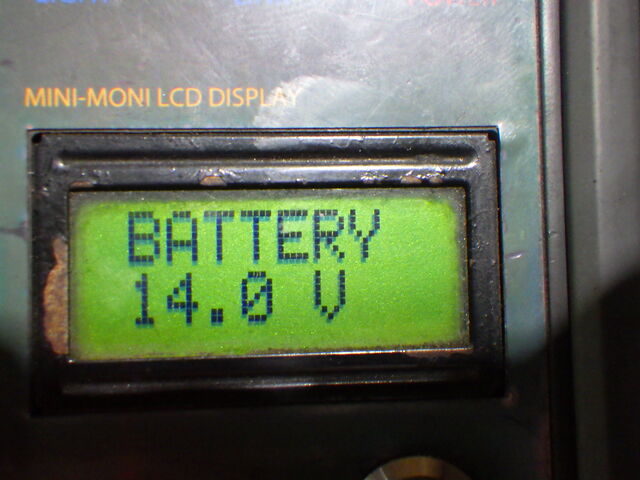 MINI-MONI LCD DISPLAY
BATTERY
14.0 V